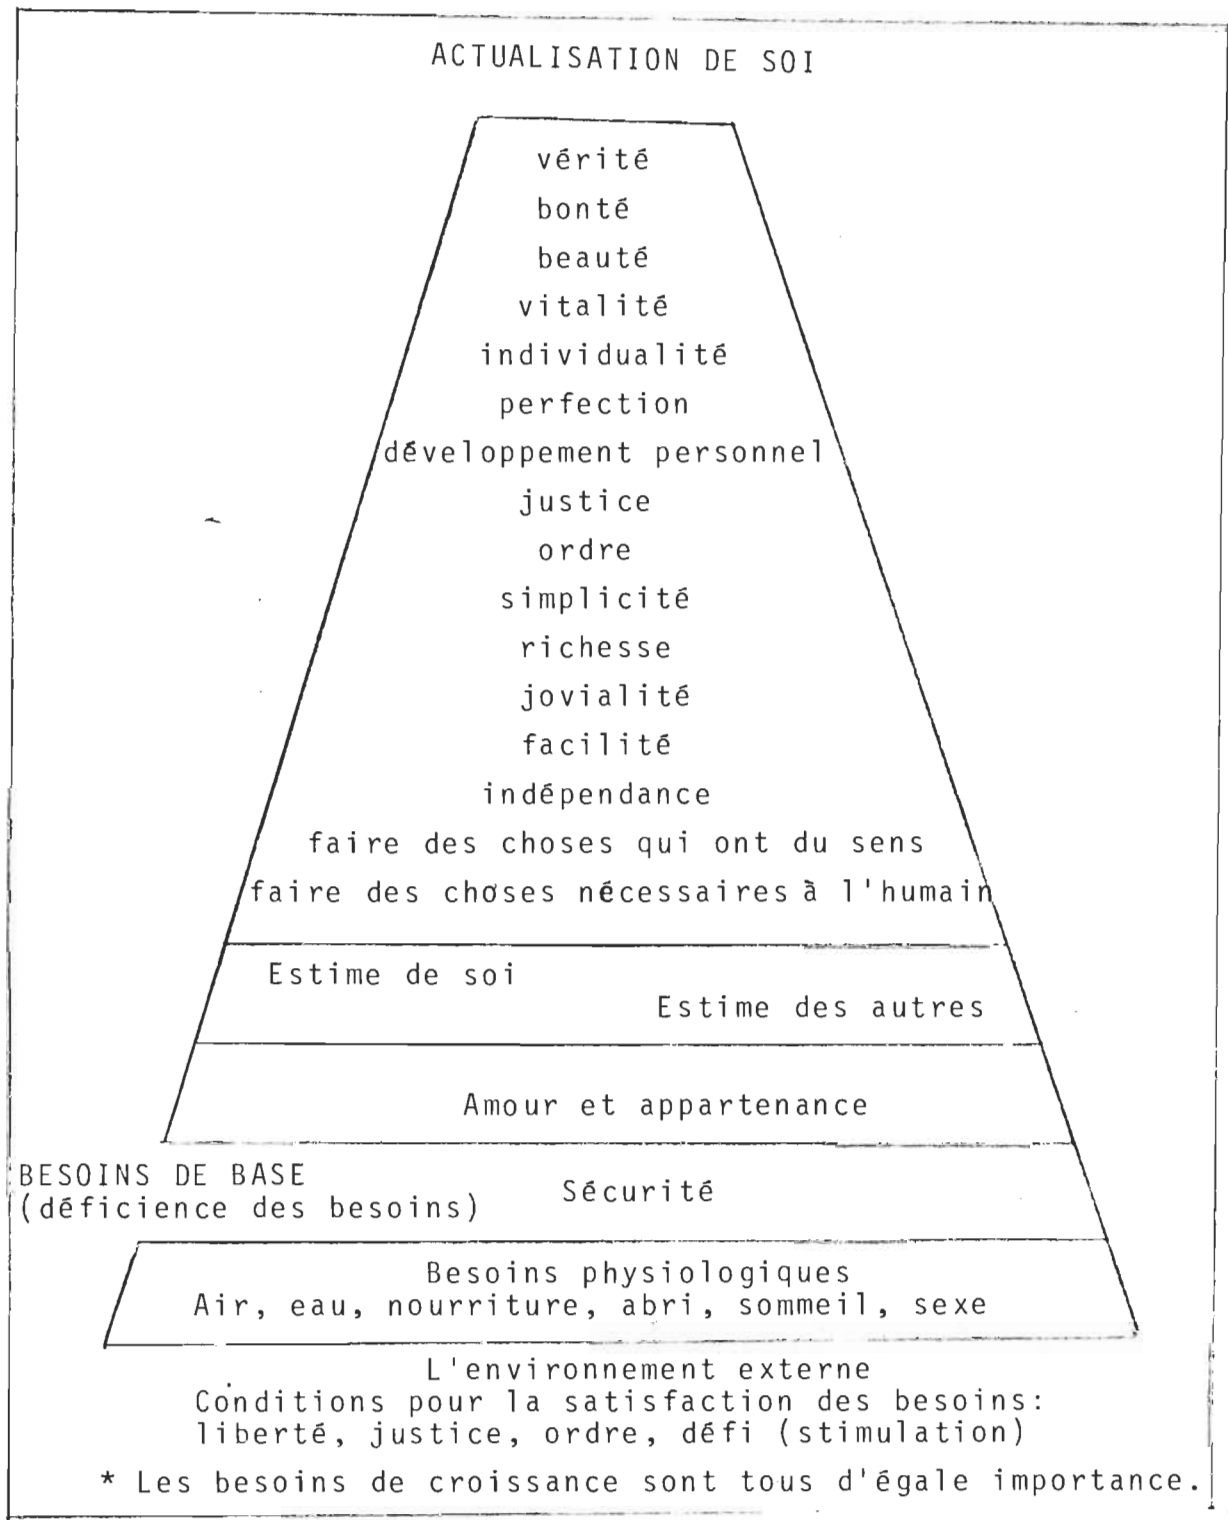 ACTUALISATION DE SOI
vérité
bonté
beauté
vitalité
individualité
perfection
développement personnel
justice
ordre
simplicité
richesse
jovialité
facilité
indépendance
faire des choses qui ont du sens
faire des choses nécessaires à l'humain
Estime de soi
Estime des autres
Amour et appartenance
BESOINS DE BASE
(déficience des besoins)
Sécurité
Besoins physiologiques
Air, eau, nourriture, abri, sommeil, sexe
L'environnement externe
Conditions pour la satisfaction des besoins:
liberté, justice, ordre, défi (stimulation)
* Les besoins de croissance sont tous d'égale importance.